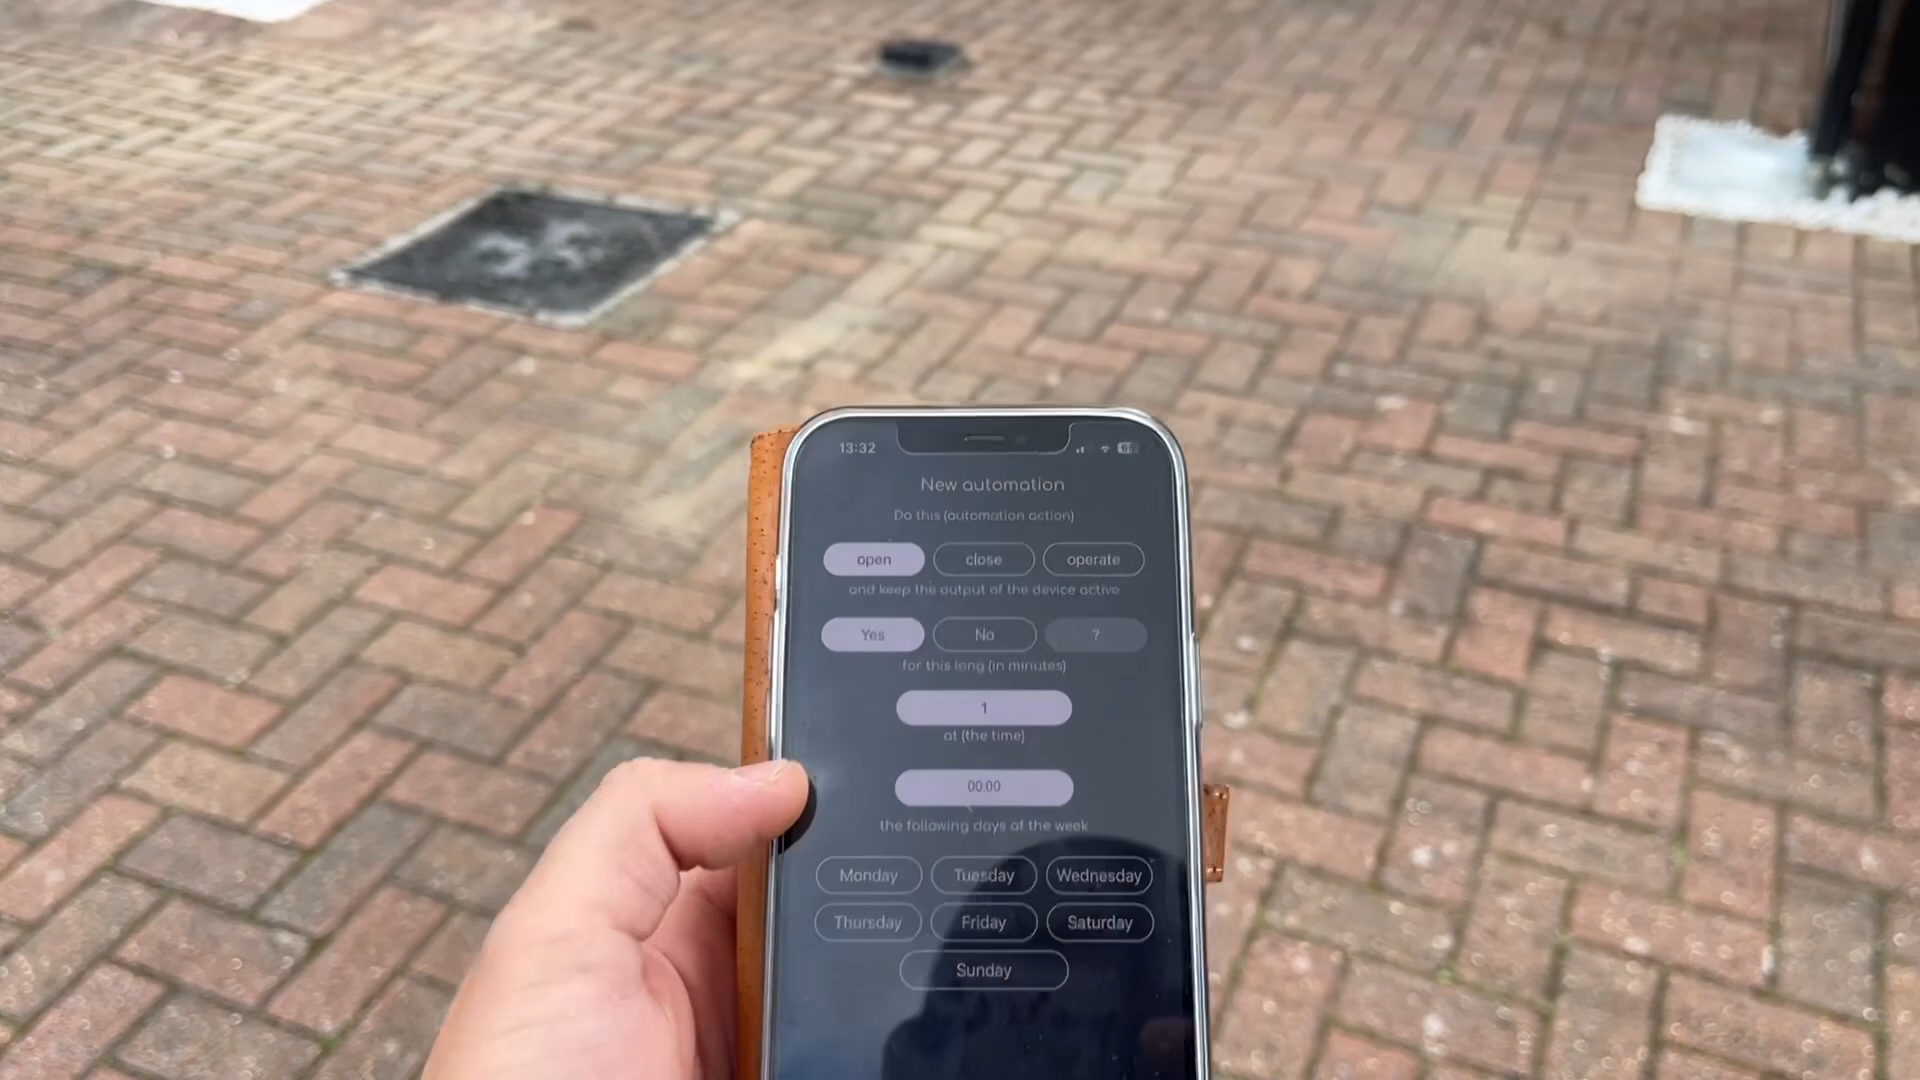 13:32
New automation
Do this (automation action)
open close operate
and keep the output of the device active
Yes No ?
for this long (in minutes)
1
at (the time)
00:00
the following days of the week
Monday Tuesday Wednesday
Thursday Friday Saturday
Sunday